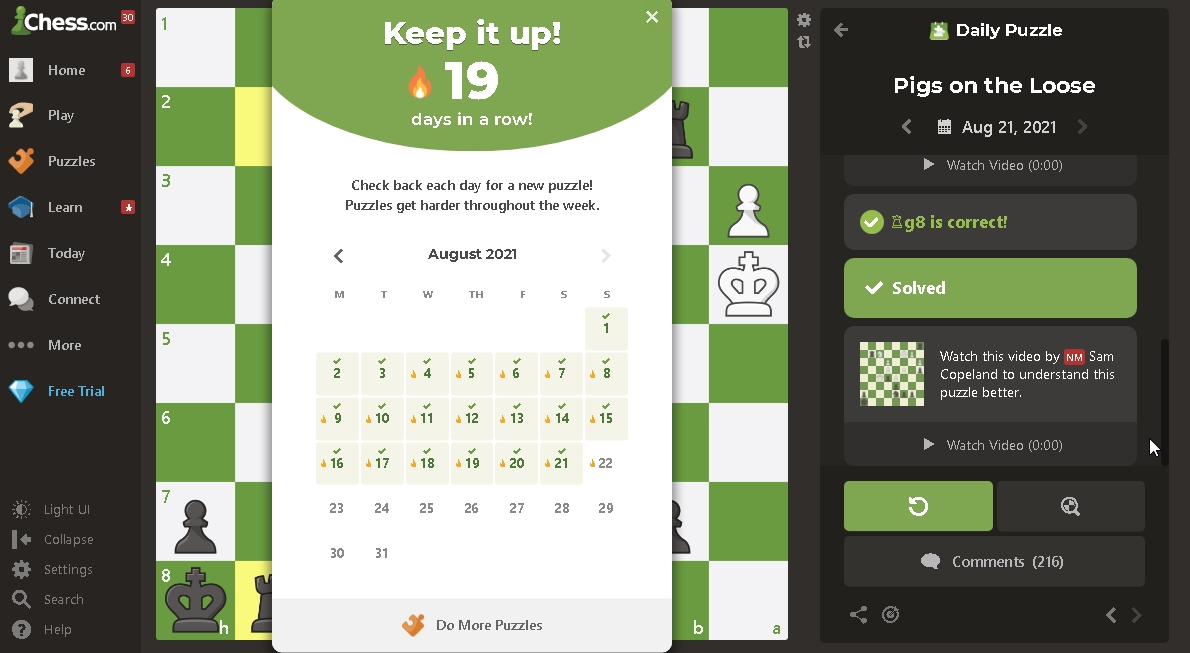 Chess.com 30
Home 6
Play
Puzzles
Learn
Today
Connect
More
Free Trial
Light UI
Collapse
Settings
Search
Help
1
2
3
4
5
6
7
8
h
b
a
Keep it up!
19
days in a row!
Check back each day for a new puzzle!
Puzzles get harder throughout the week.
August 2021
M T W TH F S S
1
2 3 4 5 6 7 8
9 10 11 12 13 14 15
16 17 18 19 20 21 22
23 24 25 26 27 28 29
30 31
Do More Puzzles
Daily Puzzle
Pigs on the Loose
Aug 21, 2021
Watch Video (0:00)
♖g8 is correct!
Solved
Watch this video by NM Sam
Copeland to understand this
puzzle better.
Watch Video (0:00)
Comments (216)